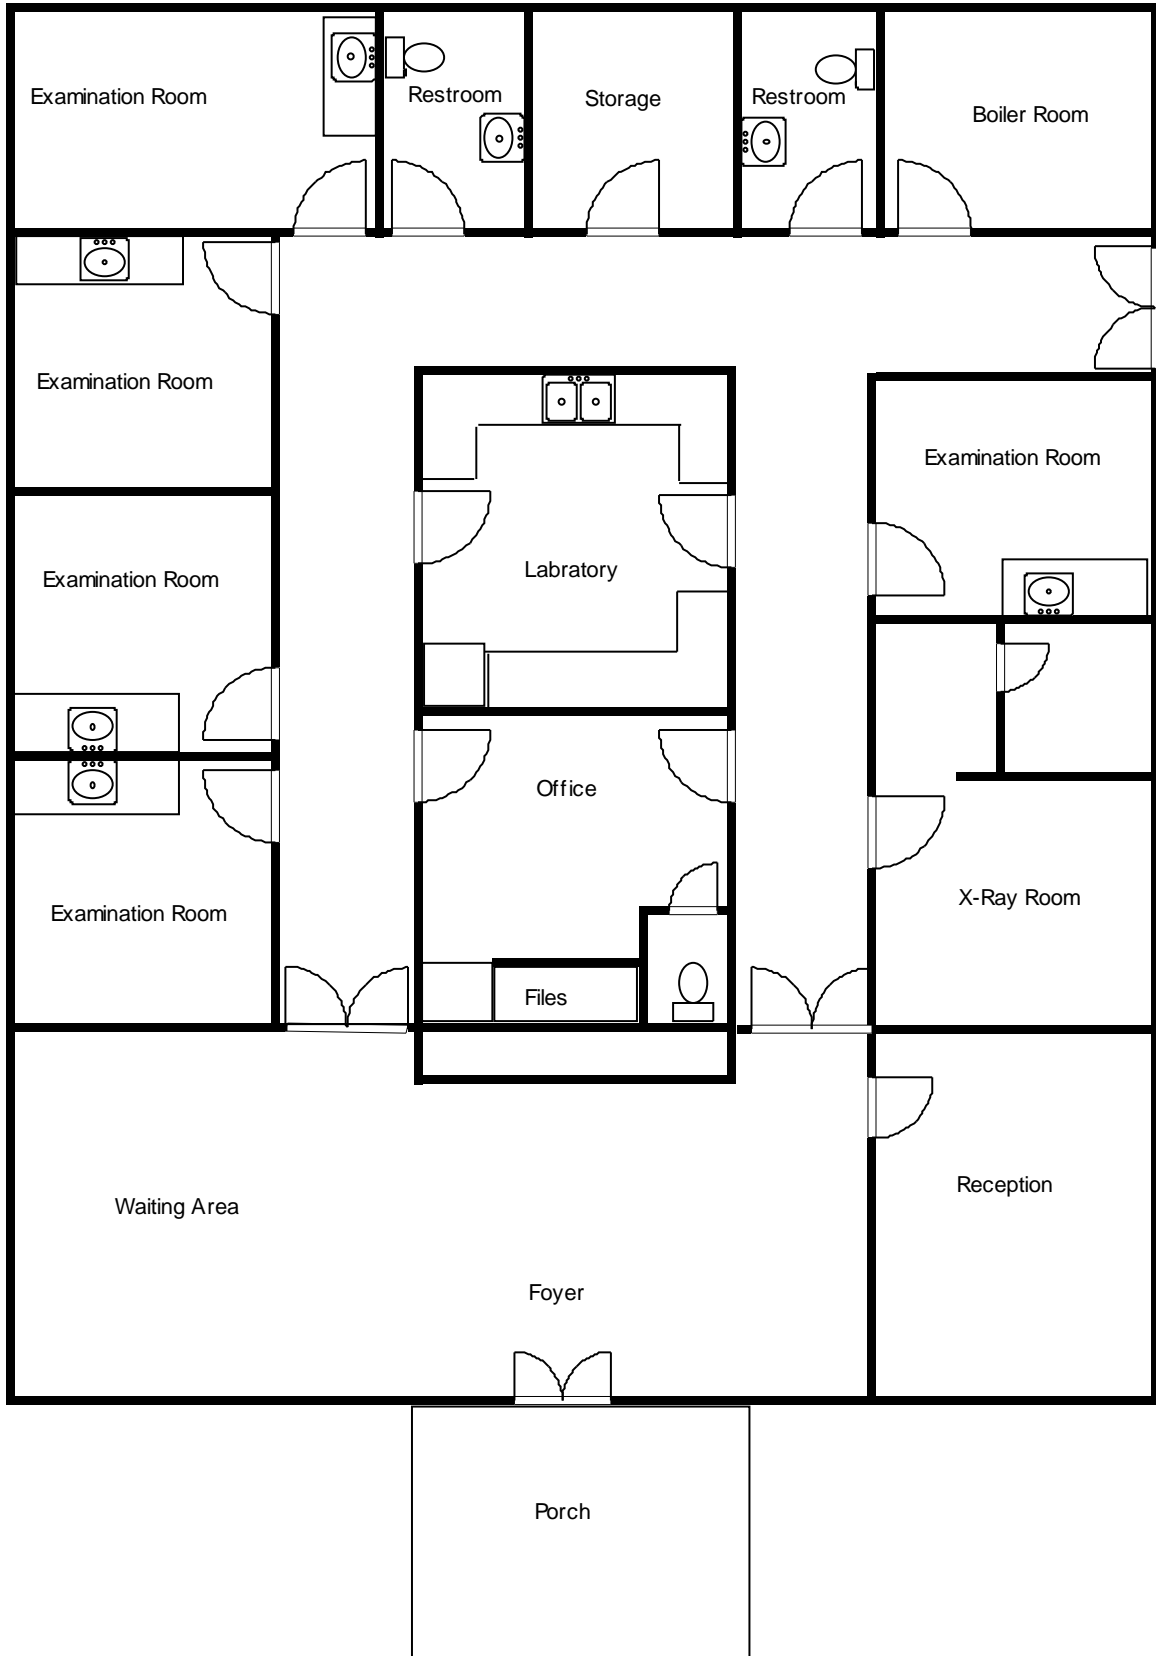 Examination Room
Restroom
Storage
Restroom
Boiler Room
Examination Room
Examination Room
Labratory
Examination Room
Office
Examination Room
X-Ray Room
Files
Waiting Area
Reception
Foyer
Porch